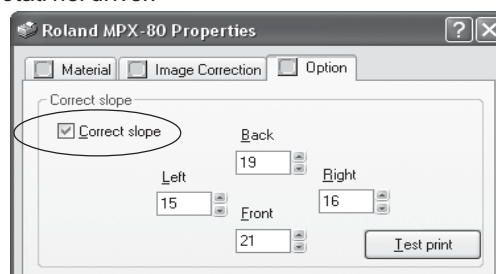 Roland MPX-80 Properties
Material Image Correction Option
Correct slope
Correct slope
Back
19
Left
Right
15
16
Front
21
Test print